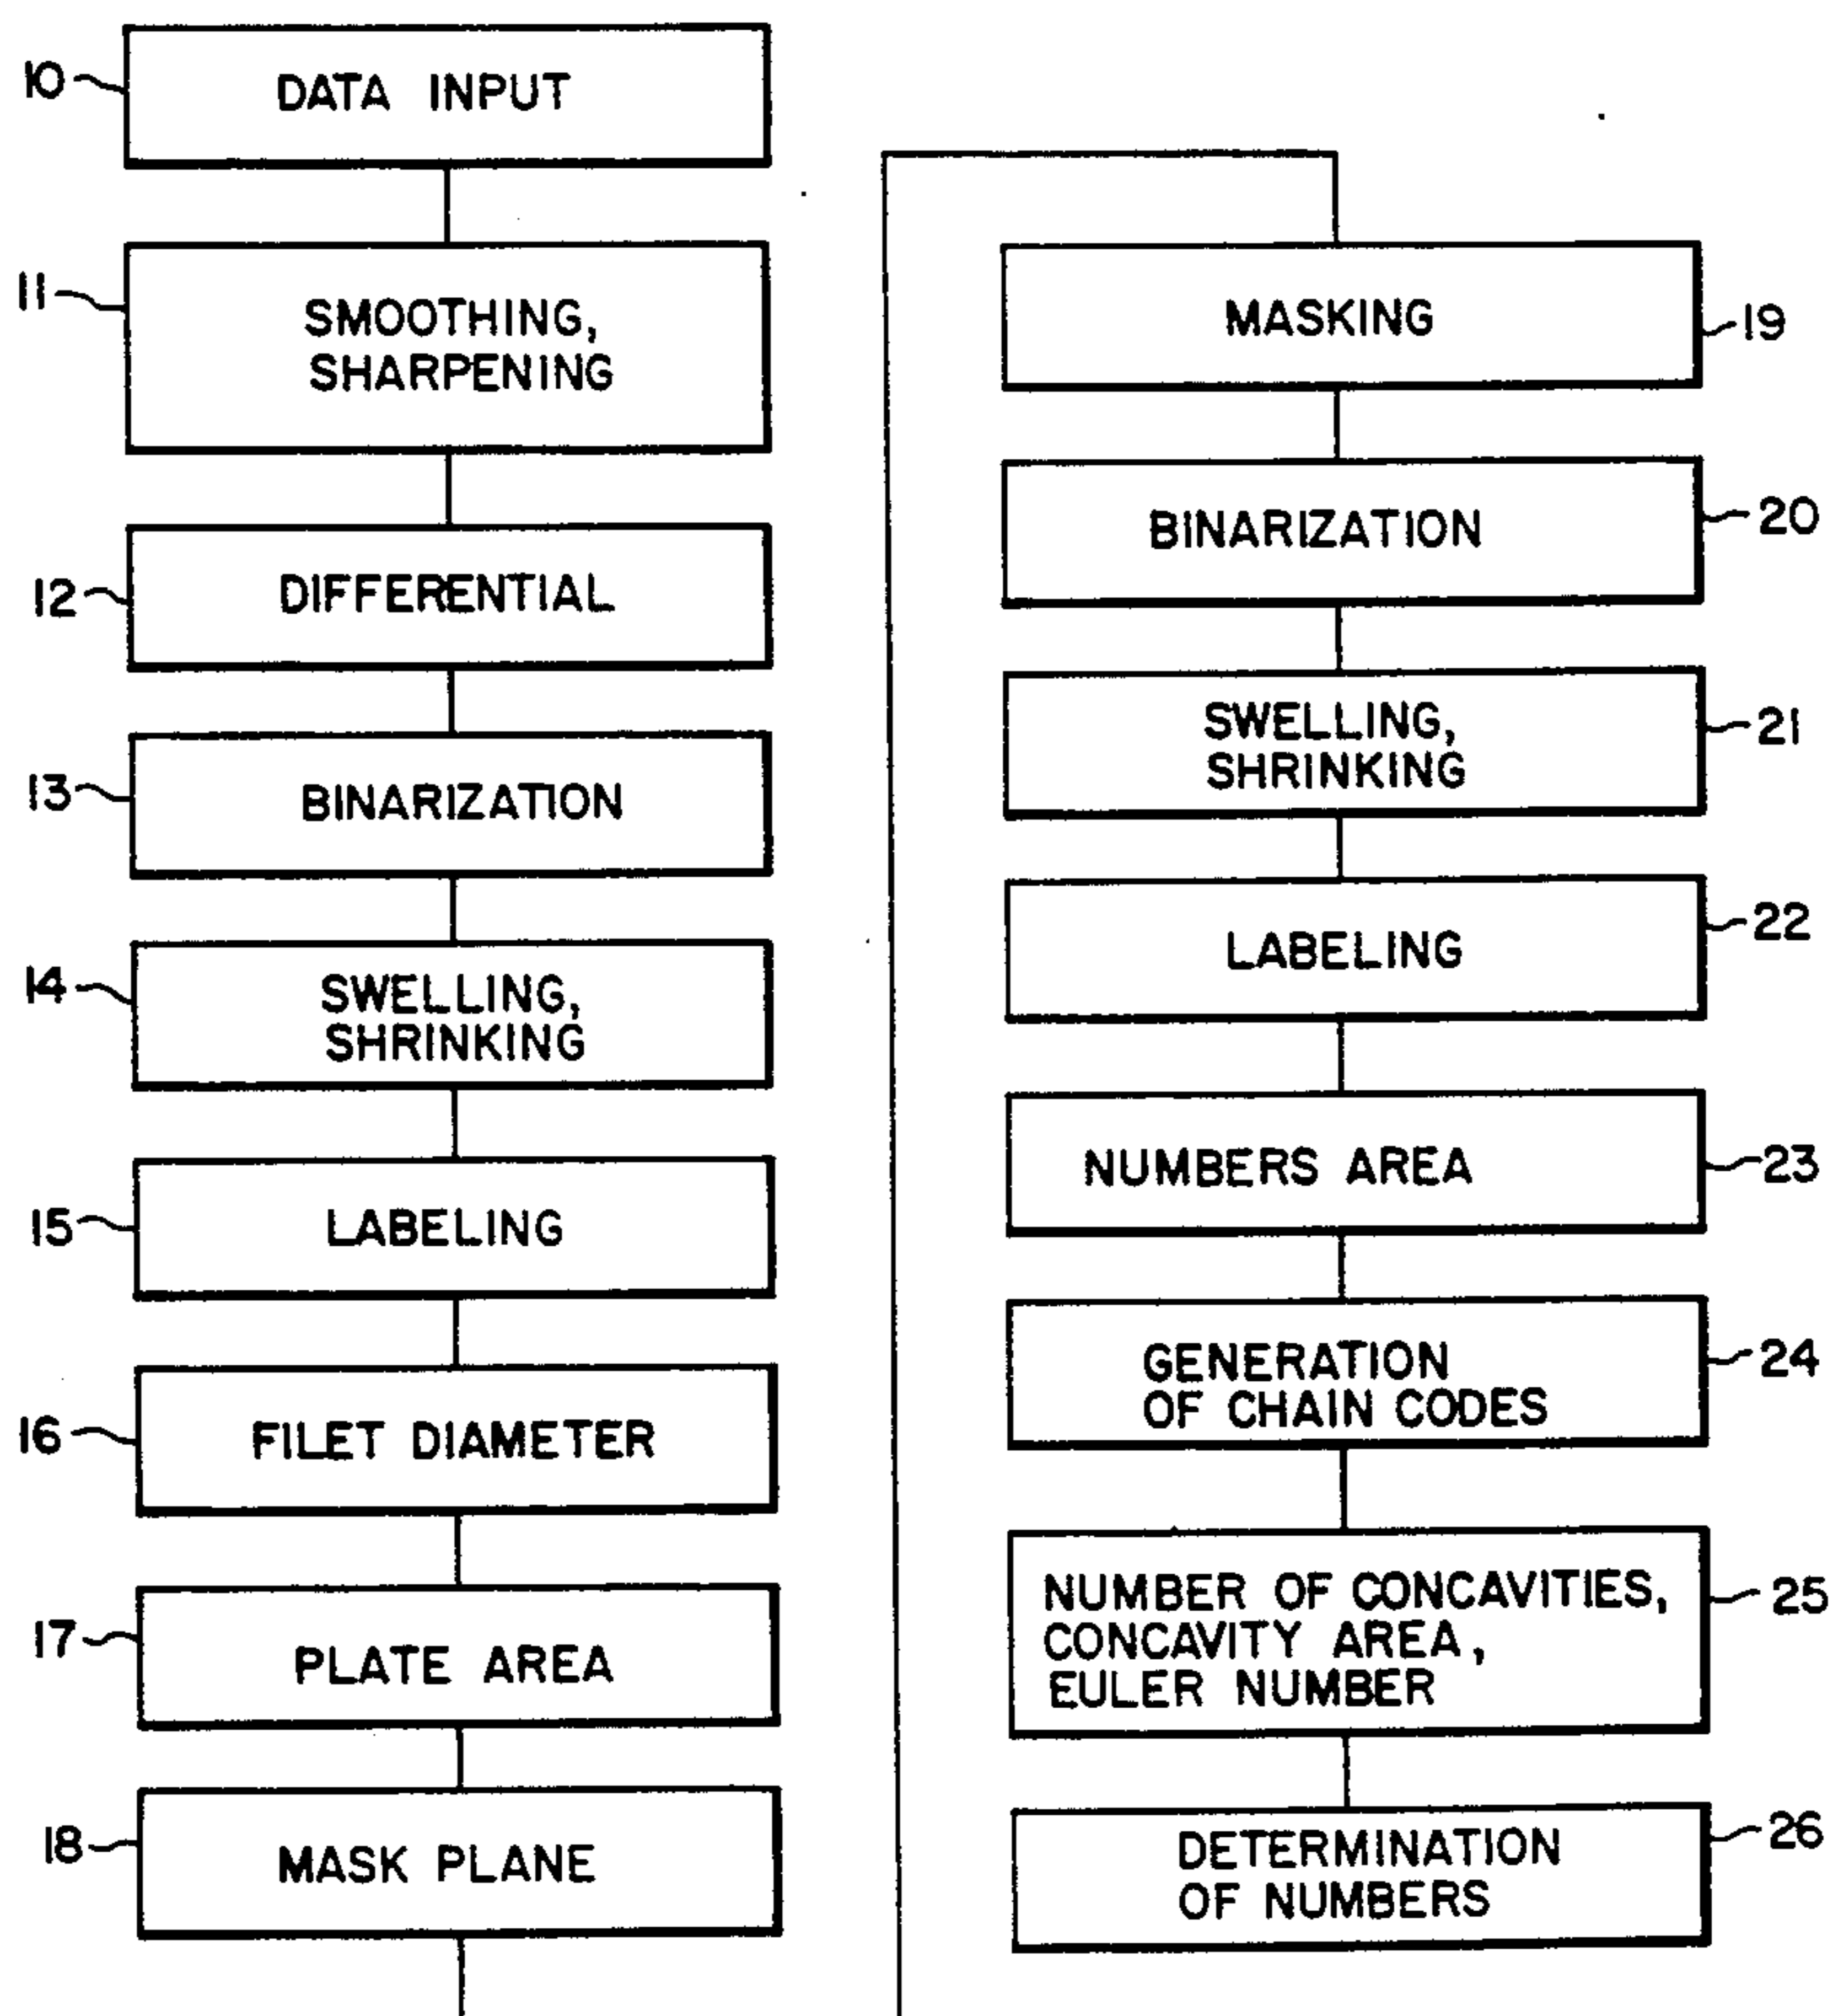 10
DATA INPUT
11
SMOOTHING,
SHARPENING
12
DIFFERENTIAL
13
BINARIZATION
14
SWELLING,
SHRINKING
15
LABELING
16
FILET DIAMETER
17
PLATE AREA
18
MASK PLANE
MASKING
19
BINARIZATION
20
SWELLING,
SHRINKING
21
LABELING
22
NUMBERS AREA
23
GENERATION
OF CHAIN CODES
24
NUMBER OF CONCAVITIES,
CONCAVITY AREA,
EULER NUMBER
25
DETERMINATION
OF NUMBERS
26